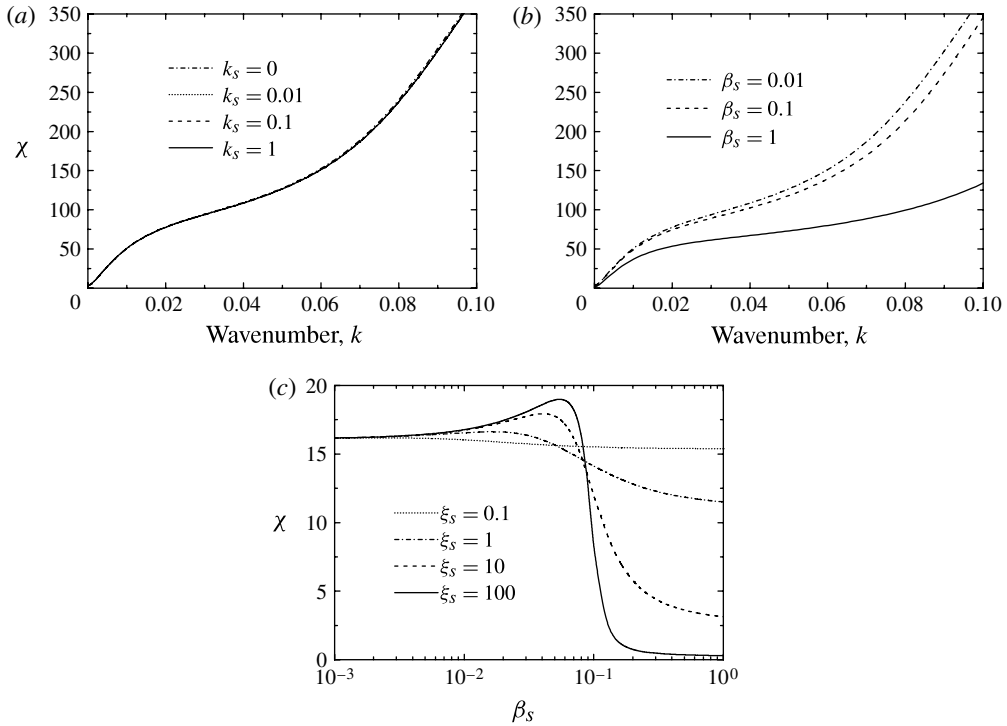 (a)
350
300
250
200
150
100
50
0
χ
k_s = 0
k_s = 0.01
k_s = 0.1
k_s = 1
0.02 0.04 0.06 0.08 0.10
Wavenumber, k
(b)
350
300
250
200
150
100
50
0
β_s = 0.01
β_s = 0.1
β_s = 1
0.02 0.04 0.06 0.08 0.10
Wavenumber, k
(c)
20
15
10
5
0
χ
ξ_s = 0.1
ξ_s = 1
ξ_s = 10
ξ_s = 100
10⁻³ 10⁻² 10⁻¹ 10⁰
β_s